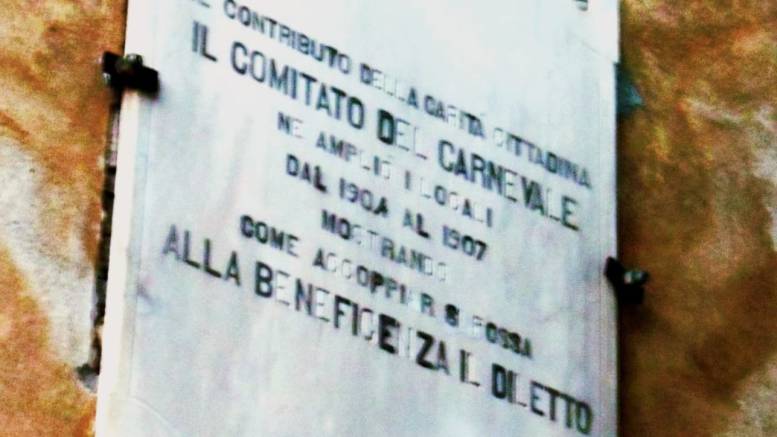 CONTRIBUTO DELLA CARITÀ CITTADINA
IL COMITATO DEL CARNEVALE
NE AMPLIÒ I LOCALI
DAL 1904 AL 1907
MOSTRANDO
COME ACCOPPIAR SI POSSA
ALLA BENEFICENZA IL DILETTO